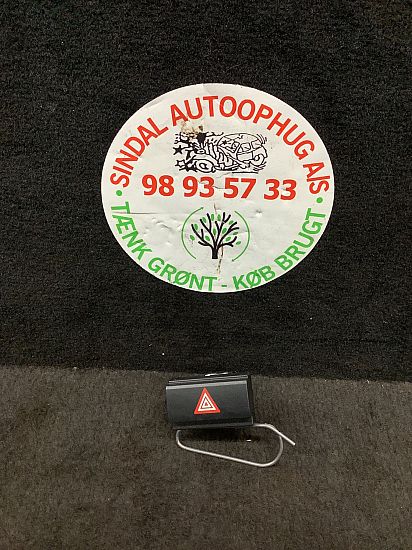 SINDAL AUTOOPHUG A/S
98 93 57 33
• TÆNK GRØNT - KØB BRUGT •